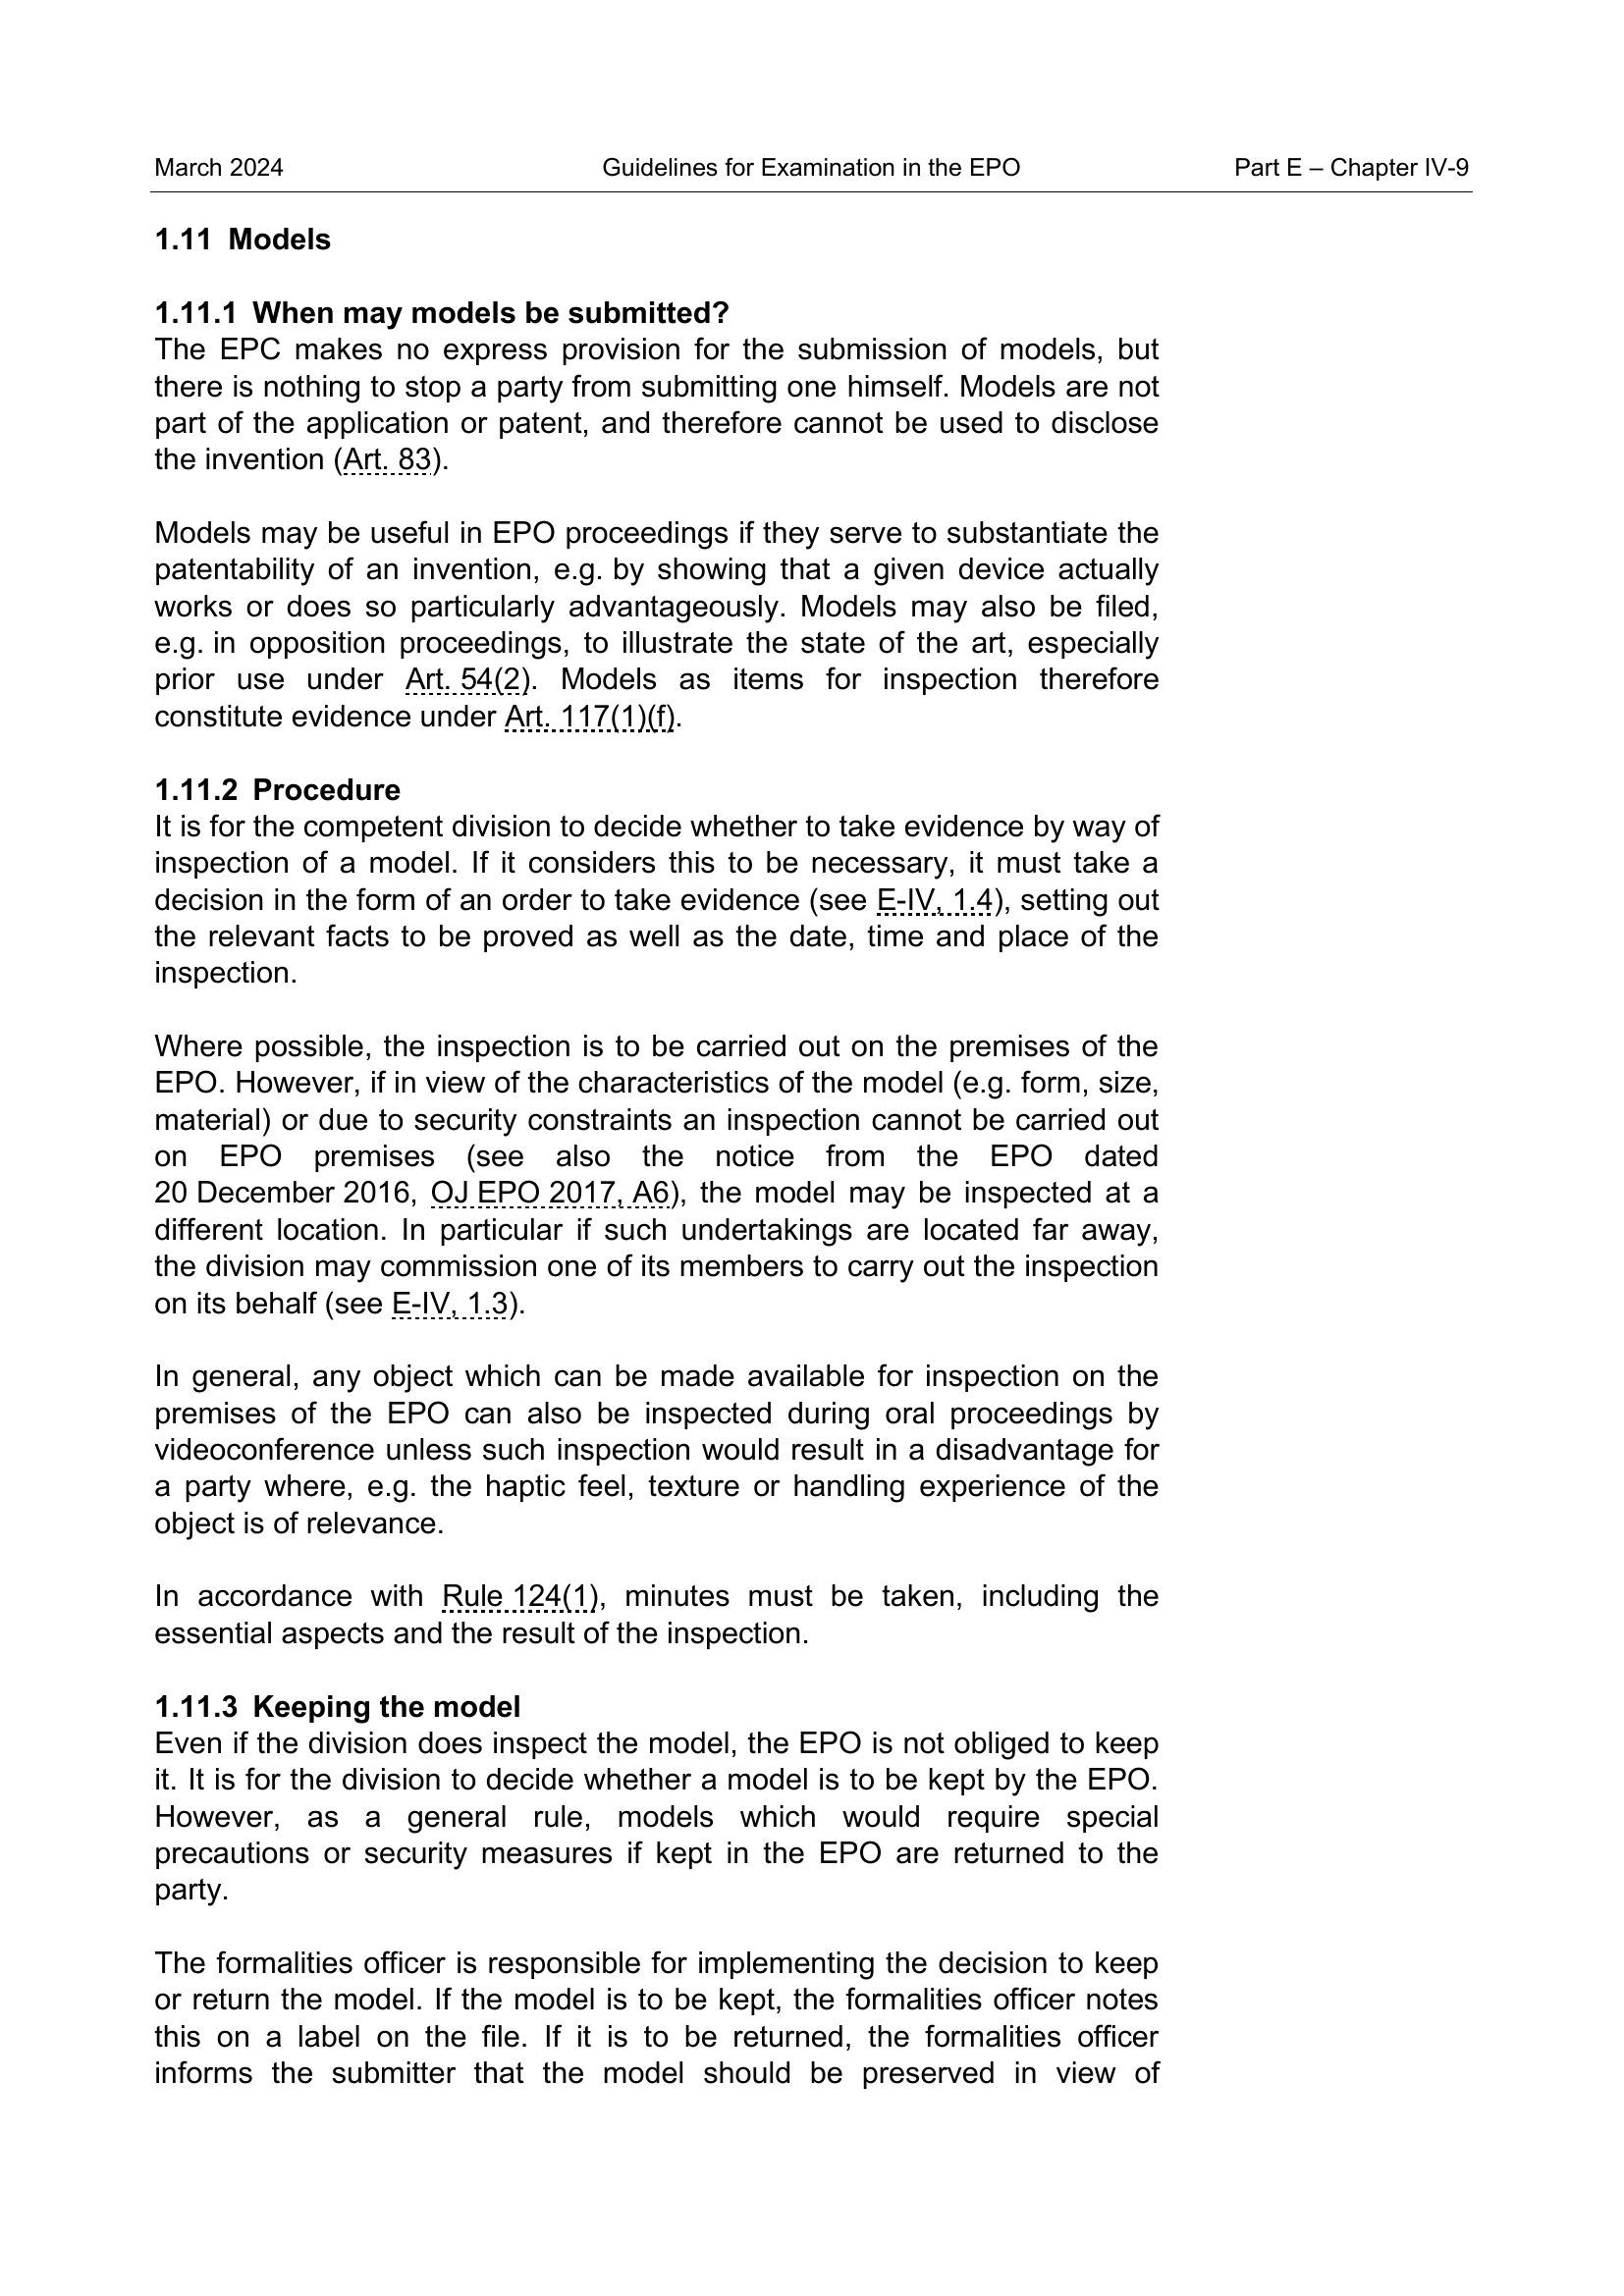 March 2024 Guidelines for Examination in the EPO Part E – Chapter IV-9
1.11 Models
1.11.1 When may models be submitted?
The EPC makes no express provision for the submission of models, but
there is nothing to stop a party from submitting one himself. Models are not
part of the application or patent, and therefore cannot be used to disclose
the invention (Art. 83).
Models may be useful in EPO proceedings if they serve to substantiate the
patentability of an invention, e.g. by showing that a given device actually
works or does so particularly advantageously. Models may also be filed,
e.g. in opposition proceedings, to illustrate the state of the art, especially
prior use under Art. 54(2). Models as items for inspection therefore
constitute evidence under Art. 117(1)(f).
1.11.2 Procedure
It is for the competent division to decide whether to take evidence by way of
inspection of a model. If it considers this to be necessary, it must take a
decision in the form of an order to take evidence (see E-IV, 1.4), setting out
the relevant facts to be proved as well as the date, time and place of the
inspection.
Where possible, the inspection is to be carried out on the premises of the
EPO. However, if in view of the characteristics of the model (e.g. form, size,
material) or due to security constraints an inspection cannot be carried out
on EPO premises (see also the notice from the EPO dated
20 December 2016, OJ EPO 2017, A6), the model may be inspected at a
different location. In particular if such undertakings are located far away,
the division may commission one of its members to carry out the inspection
on its behalf (see E-IV, 1.3).
In general, any object which can be made available for inspection on the
premises of the EPO can also be inspected during oral proceedings by
videoconference unless such inspection would result in a disadvantage for
a party where, e.g. the haptic feel, texture or handling experience of the
object is of relevance.
In accordance with Rule 124(1), minutes must be taken, including the
essential aspects and the result of the inspection.
1.11.3 Keeping the model
Even if the division does inspect the model, the EPO is not obliged to keep
it. It is for the division to decide whether a model is to be kept by the EPO.
However, as a general rule, models which would require special
precautions or security measures if kept in the EPO are returned to the
party.
The formalities officer is responsible for implementing the decision to keep
or return the model. If the model is to be kept, the formalities officer notes
this on a label on the file. If it is to be returned, the formalities officer
informs the submitter that the model should be preserved in view of